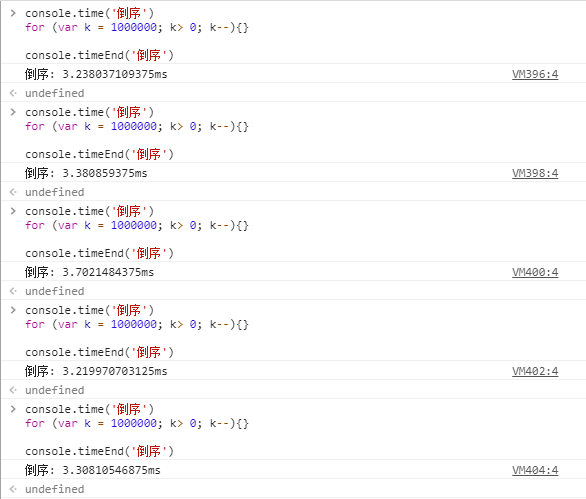 console.time('倒序')
for (var k = 1000000; k> 0; k--){}
console.timeEnd('倒序')
倒序: 3.238037109375ms VM396:4
undefined
console.time('倒序')
for (var k = 1000000; k> 0; k--){}
console.timeEnd('倒序')
倒序: 3.380859375ms VM398:4
undefined
console.time('倒序')
for (var k = 1000000; k> 0; k--){}
console.timeEnd('倒序')
倒序: 3.7021484375ms VM400:4
undefined
console.time('倒序')
for (var k = 1000000; k> 0; k--){}
console.timeEnd('倒序')
倒序: 3.219970703125ms VM402:4
undefined
console.time('倒序')
for (var k = 1000000; k> 0; k--){}
console.timeEnd('倒序')
倒序: 3.30810546875ms VM404:4
undefined